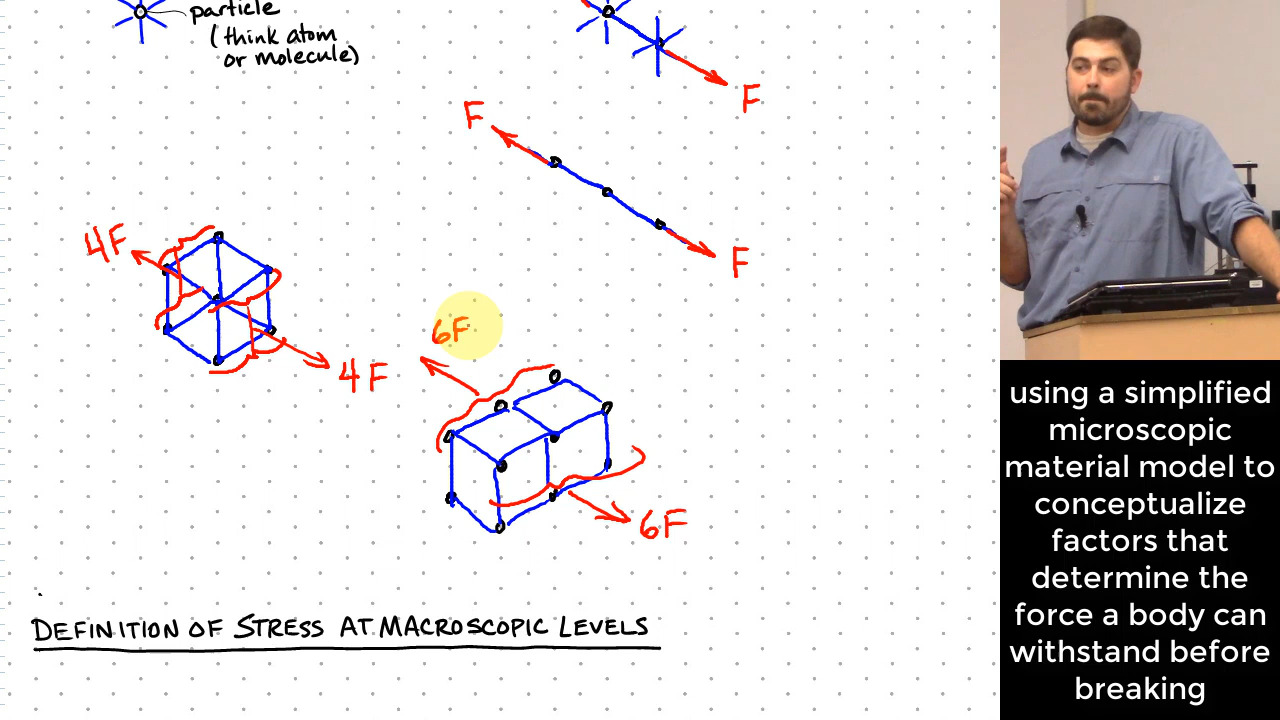 particle
(think atom
or molecule)
F
F
F
4F
4F
6F
6F
DEFINITION OF STRESS AT MACROSCOPIC LEVELS
using a simplified
microscopic
material model to
conceptualize
factors that
determine the
force a body can
withstand before
breaking